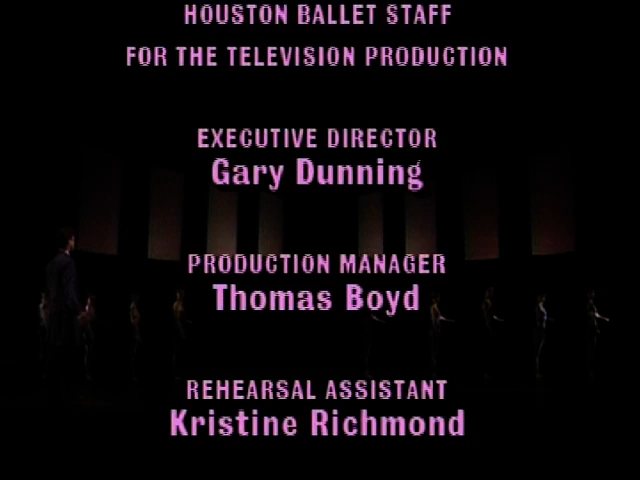 HOUSTON BALLET STAFF
FOR THE TELEVISION PRODUCTION
EXECUTIVE DIRECTOR
Gary Dunning
PRODUCTION MANAGER
Thomas Boyd
REHEARSAL ASSISTANT
Kristine Richmond